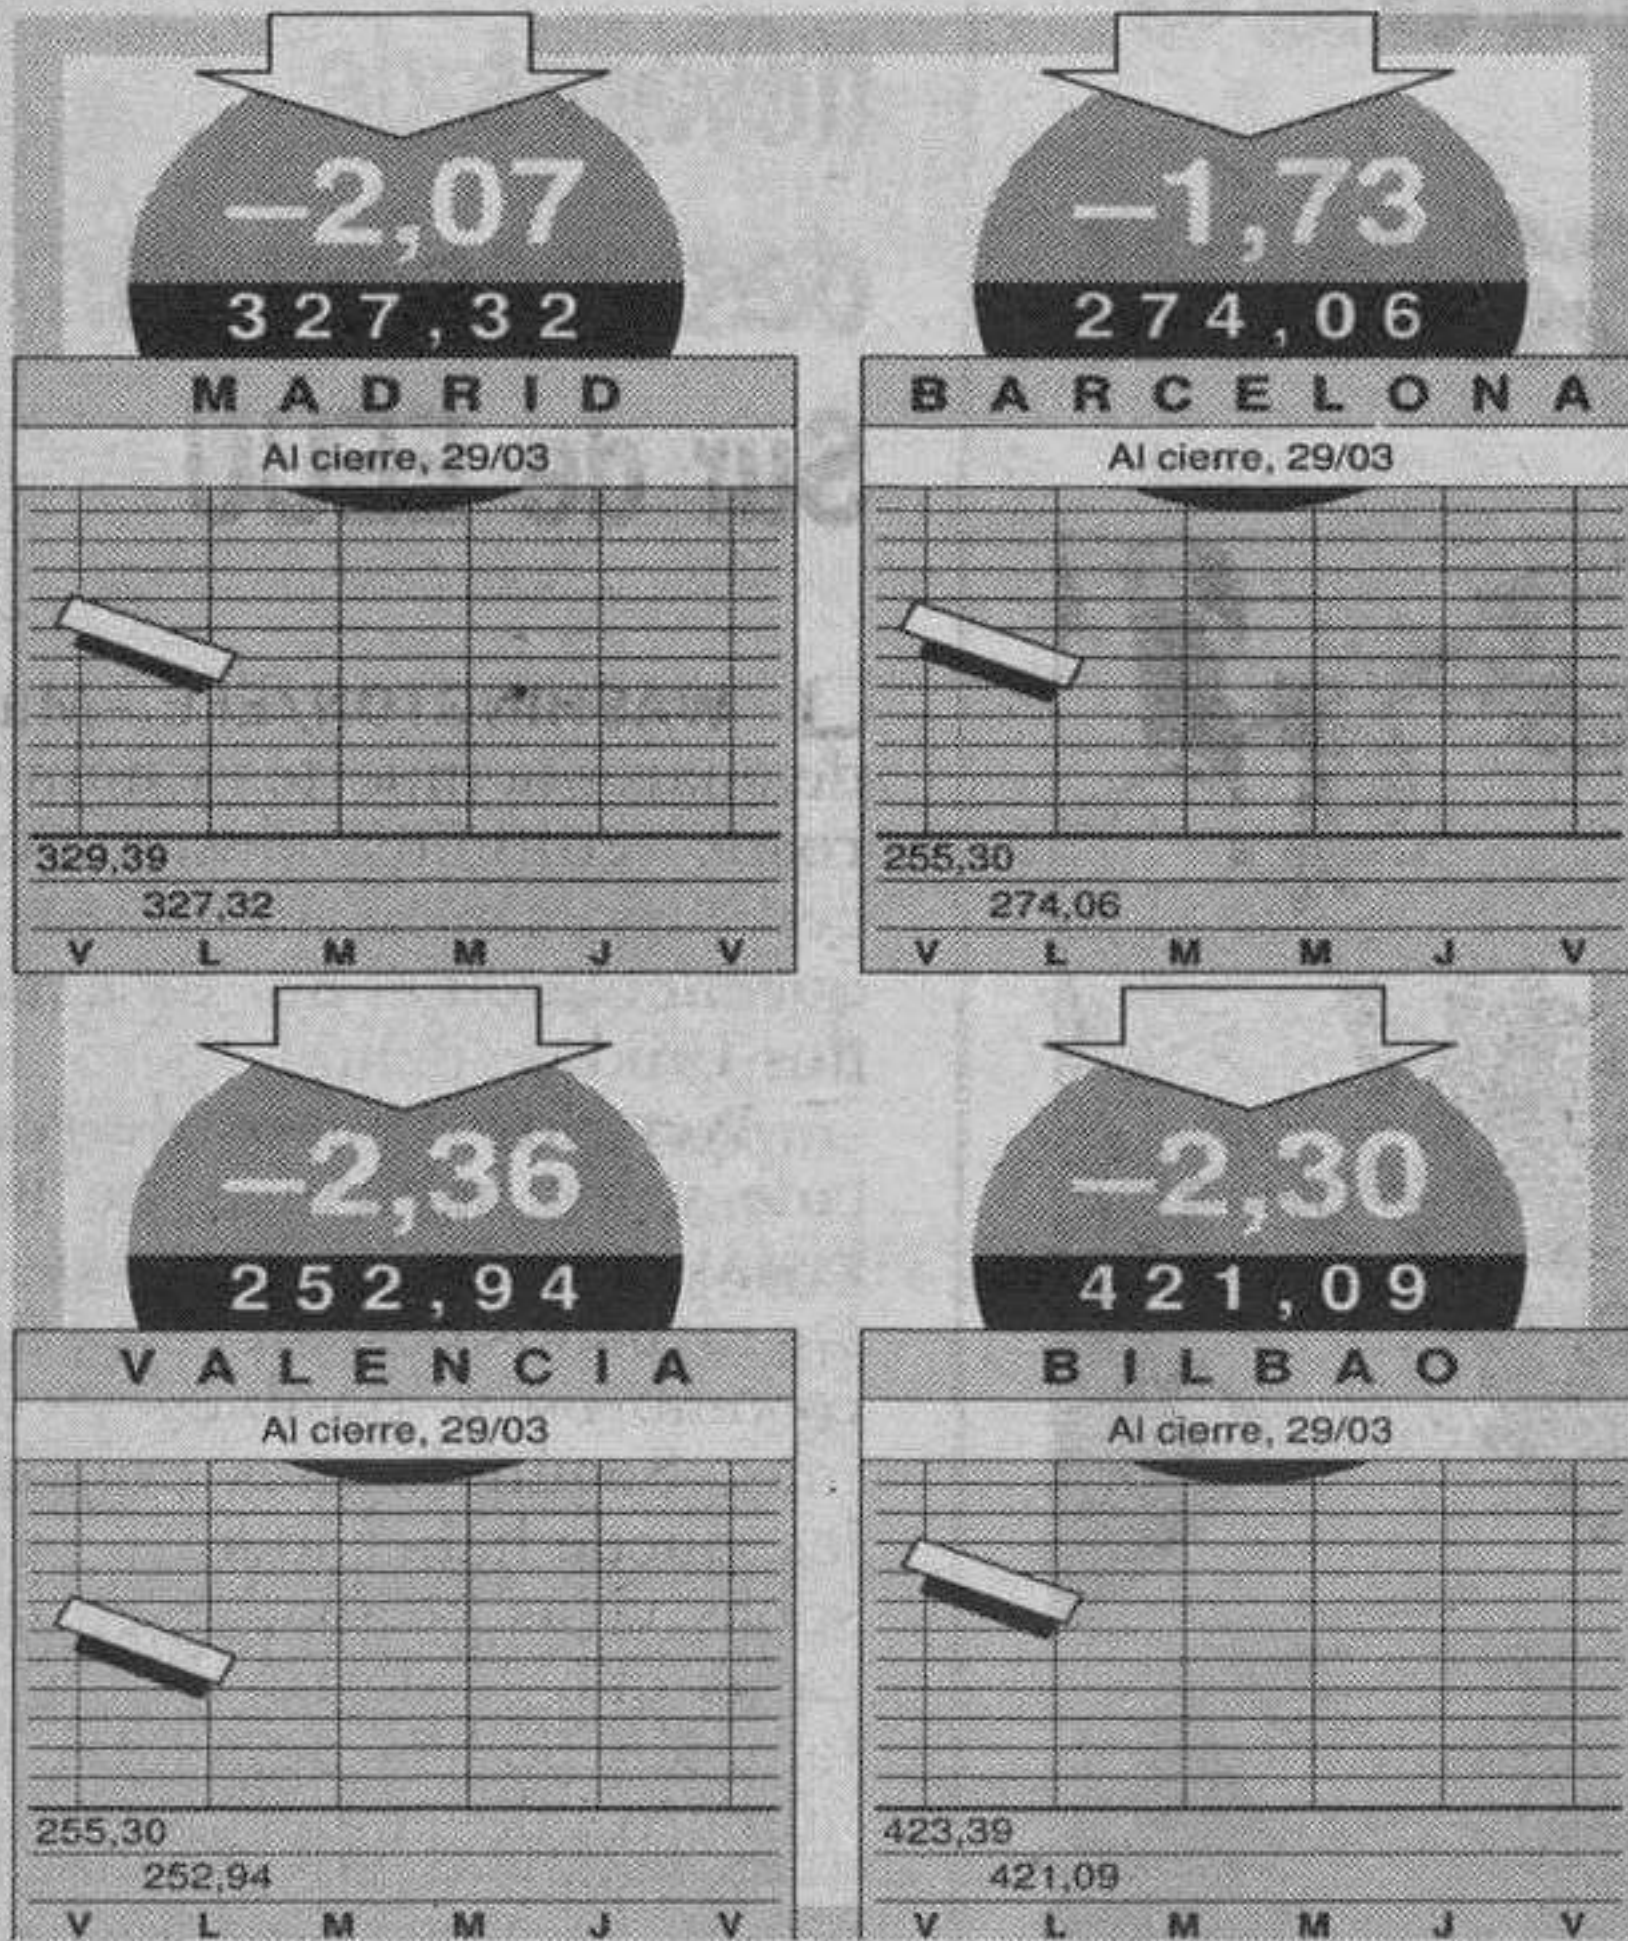 –2,07
327,32
MADRID
Al cierre, 29/03
329,39
327,32
V L M M J V
–1,73
274,06
BARCELONA
Al cierre, 29/03
255,30
274,06
V L M M J V
–2,36
252,94
VALENCIA
Al cierre, 29/03
255,30
252,94
V L M M J V
–2,30
421,09
BILBAO
Al cierre, 29/03
423,39
421,09
V L M M J V